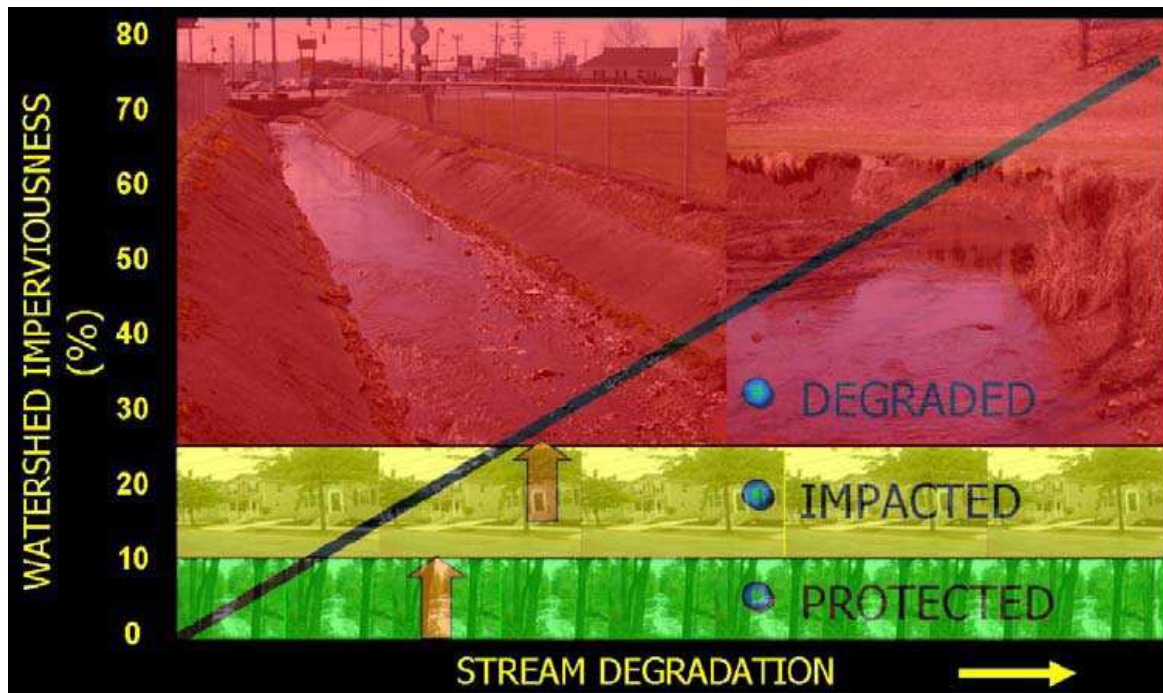 WATERSHED IMPERVIOUSNESS
(%)
80
70
60
50
40
30
20
10
0
DEGRADED
IMPACTED
PROTECTED
STREAM DEGRADATION